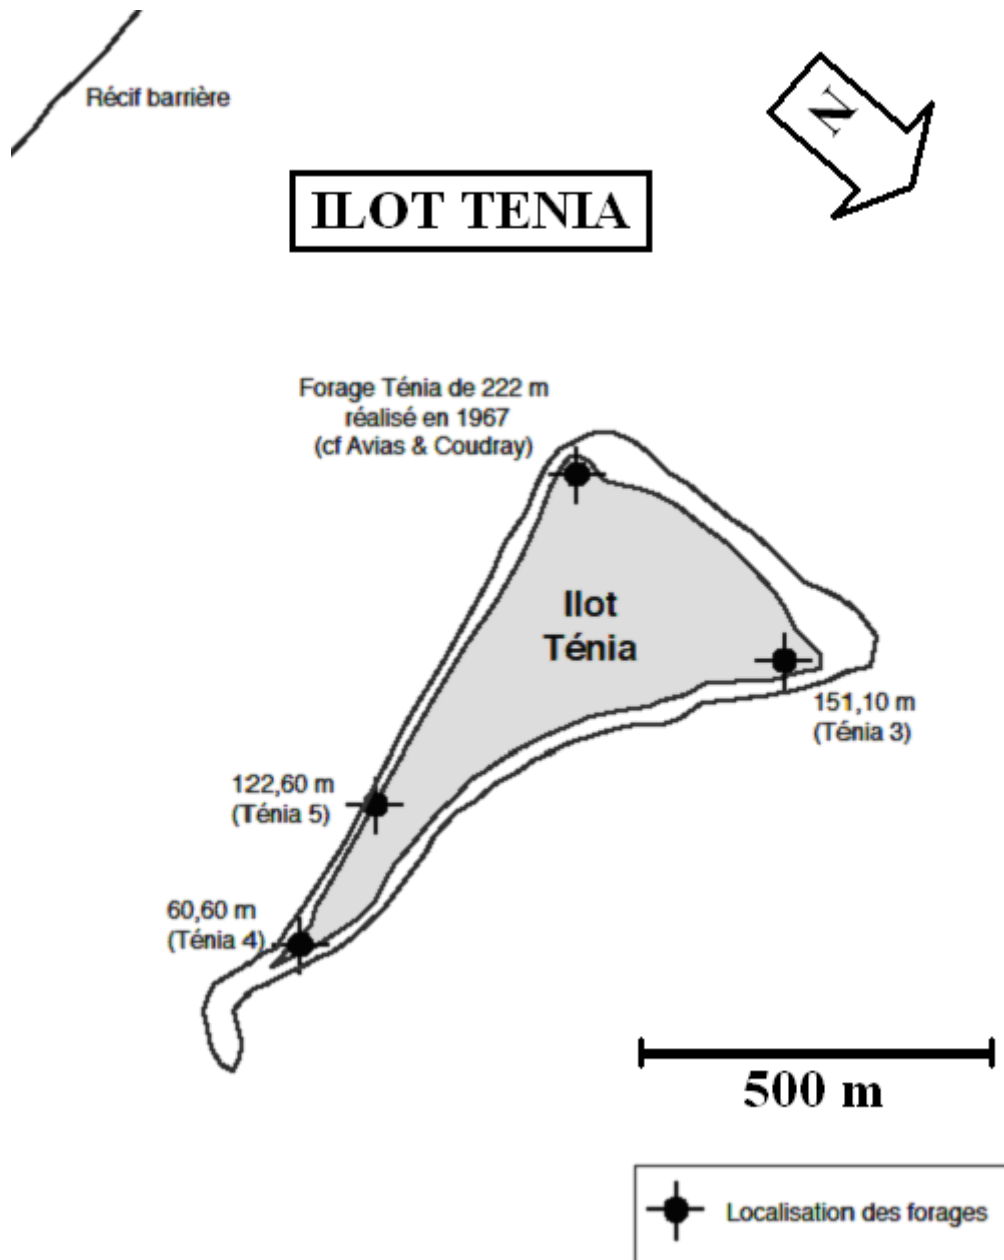 Récif barrière
N
ILOT TENIA
Forage Ténia de 222 m
réalisé en 1967
(cf Avias & Coudray)
Ilot
Ténia
151,10 m
(Ténia 3)
122,60 m
(Ténia 5)
60,60 m
(Ténia 4)
500 m
Localisation des forages